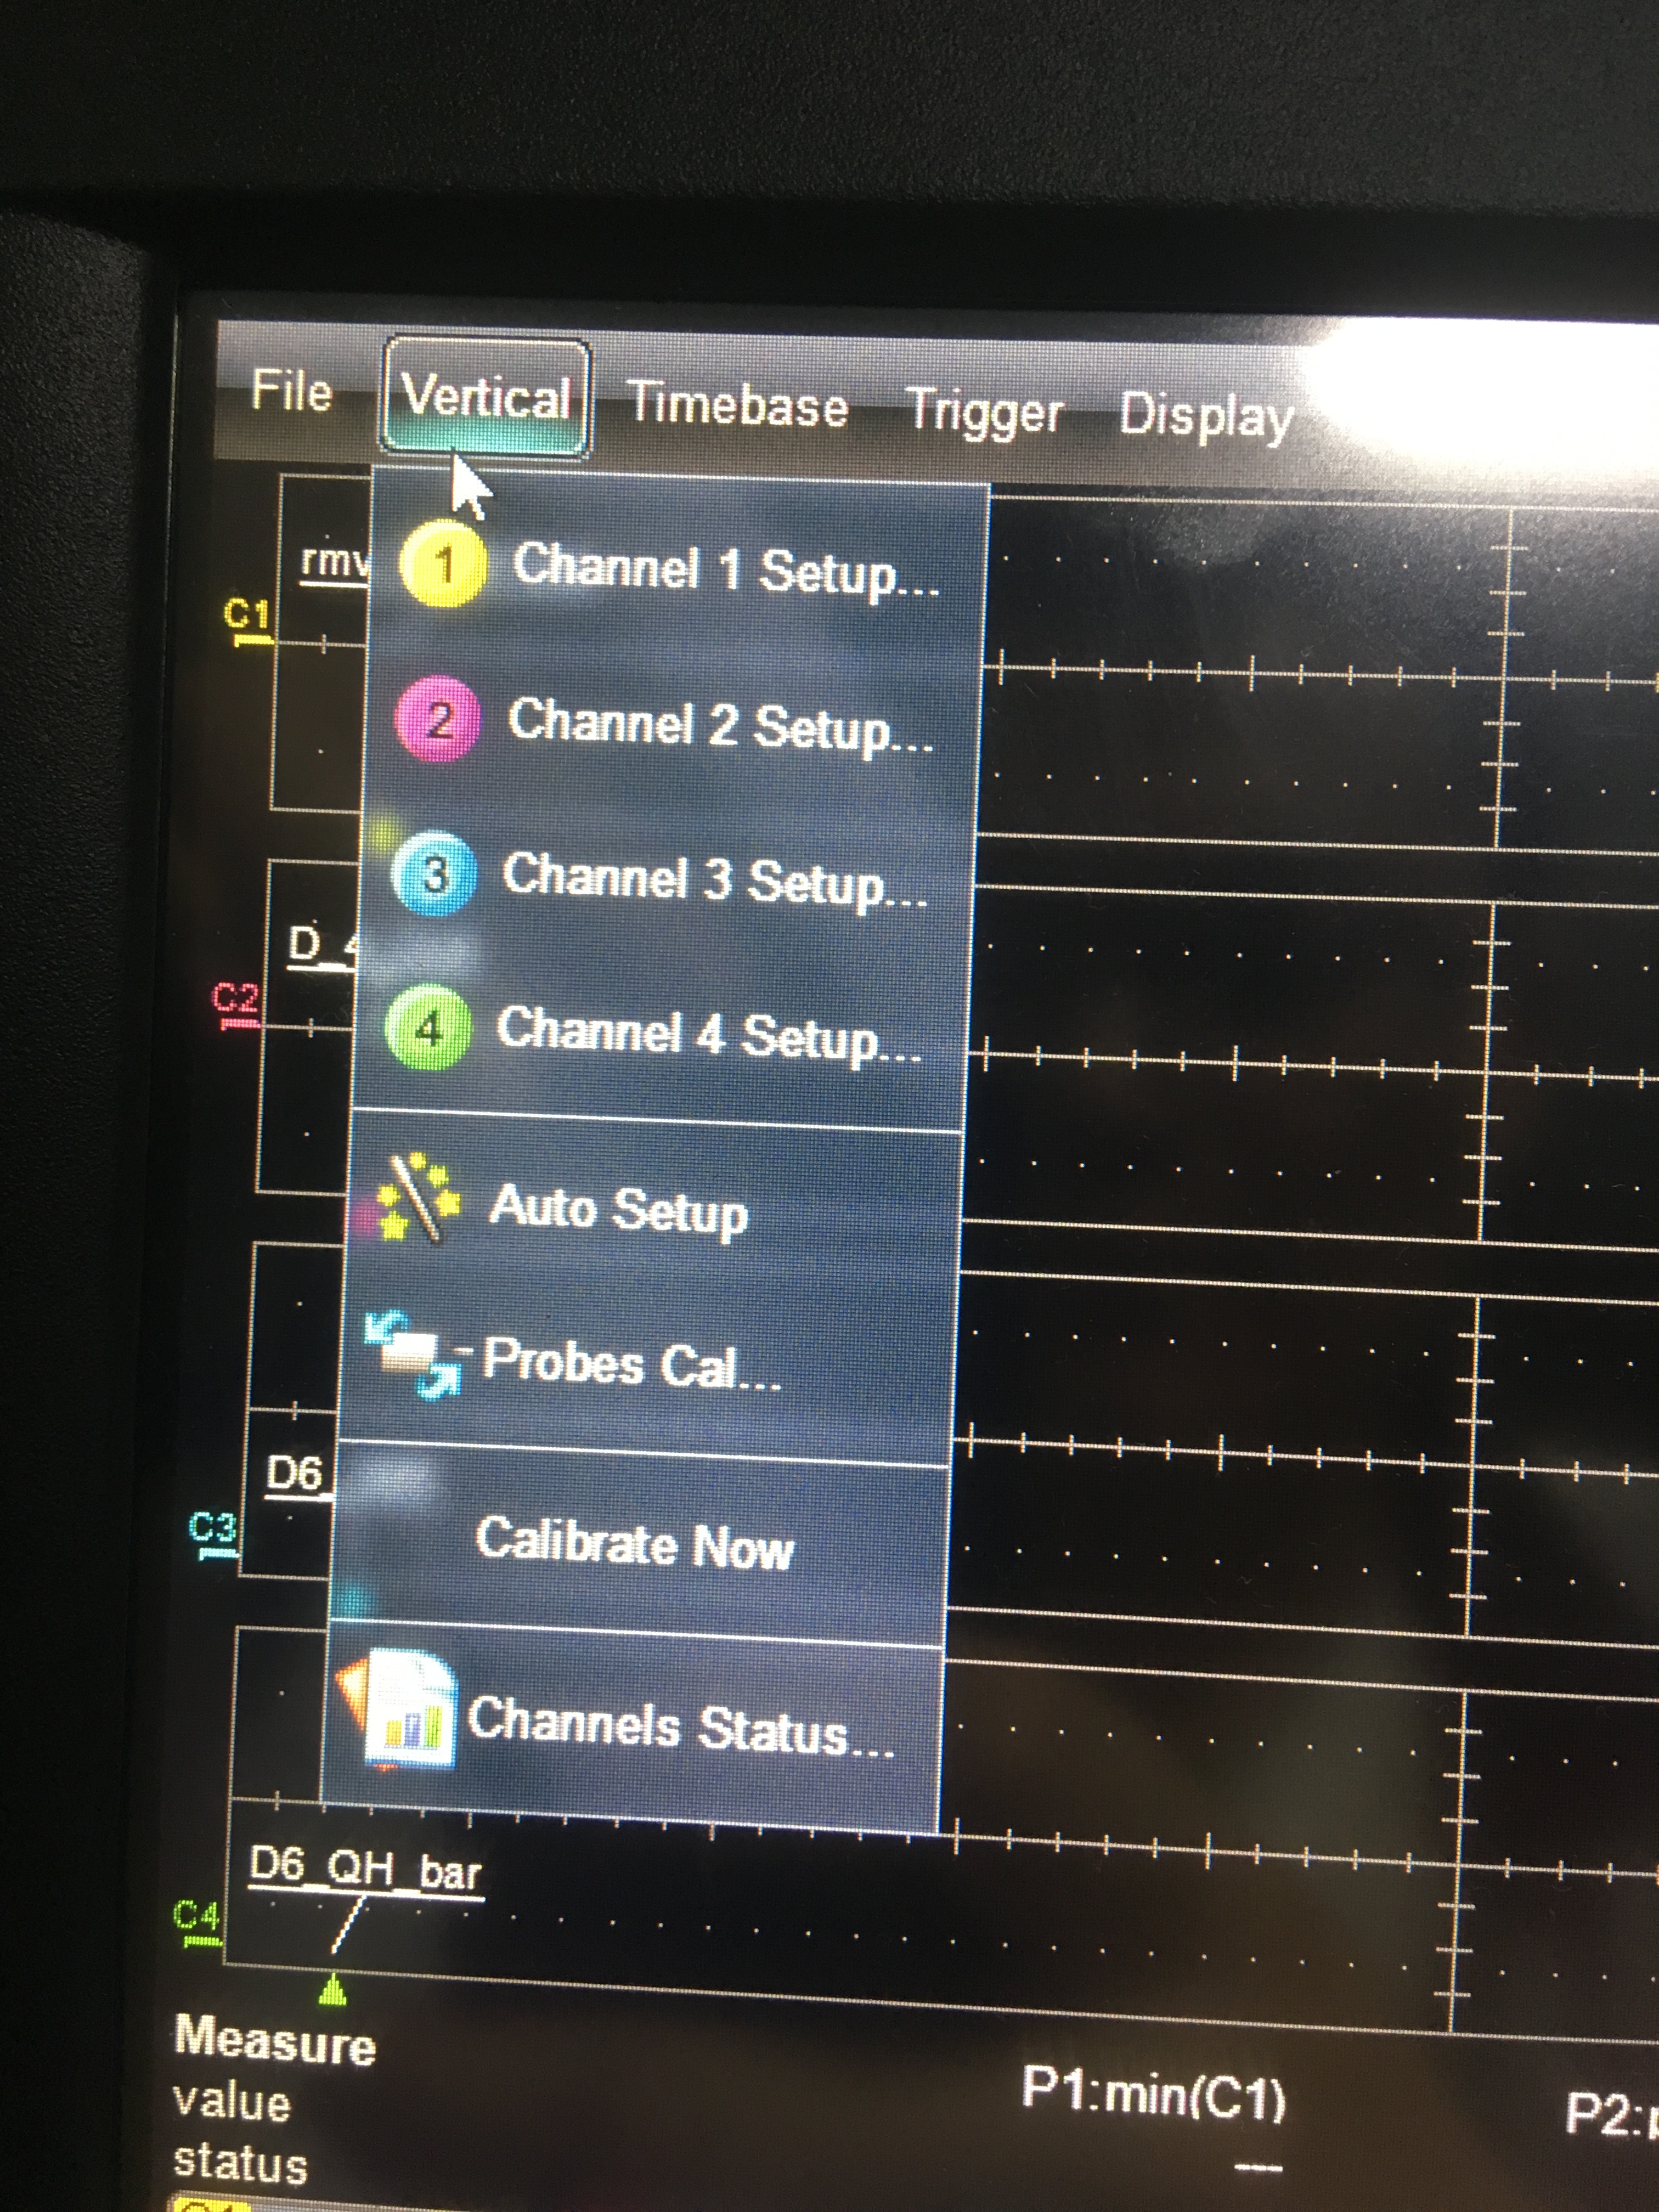 File Vertical Timebase Trigger Display
rmv
C1
1 Channel 1 Setup...
2 Channel 2 Setup...
3 Channel 3 Setup...
D_4
C2
4 Channel 4 Setup...
Auto Setup
Probes Cal...
D6_
C3
Calibrate Now
Channels Status...
D6_QH_bar
C4
Measure P1:min(C1) P2:
value ---
status
C1